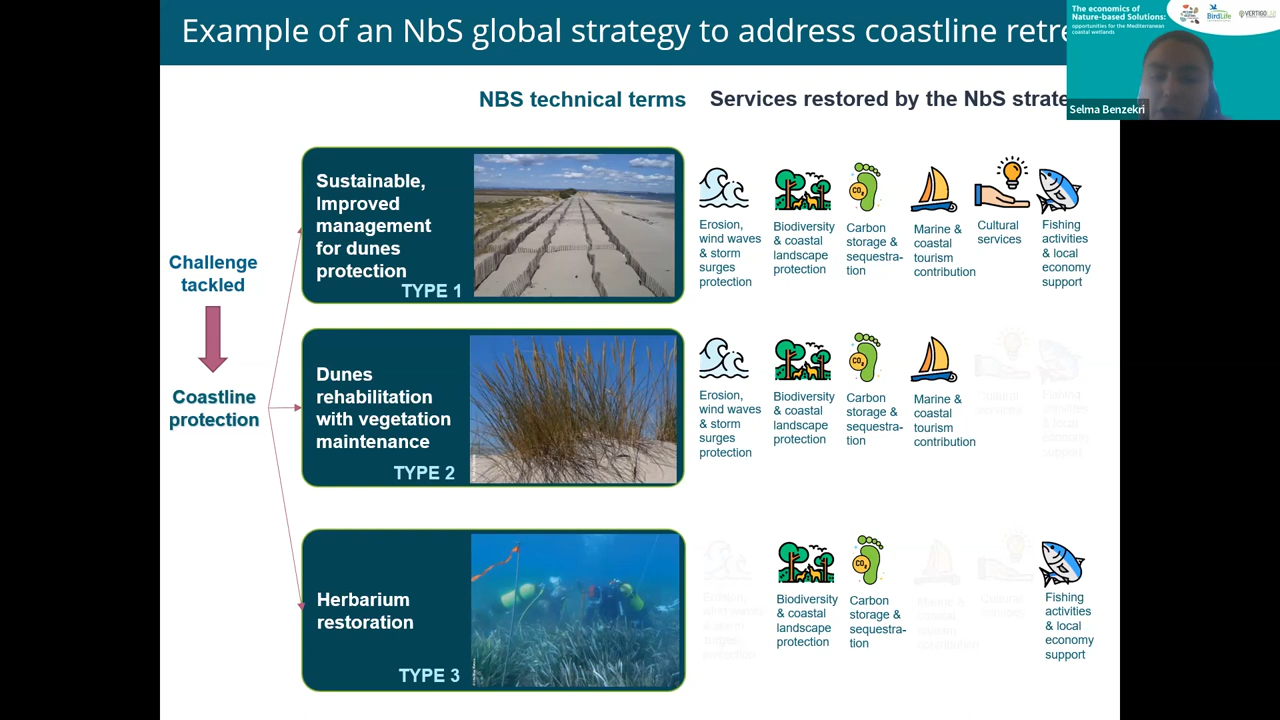 Example of an NbS global strategy to address coastline retre
The economics of
Nature-based Solutions:
opportunities for the Mediterranean
coastal wetlands
BirdLife
VERTIGOLAB
Selma Benzekri
NBS technical terms
Services restored by the NbS strate
Challenge
tackled
Coastline
protection
Sustainable,
Improved
management
for dunes
protection
TYPE 1
Erosion,
wind waves
& storm
surges
protection
Biodiversity
& coastal
landscape
protection
CO₂
Carbon
storage &
sequestra-
tion
Marine &
coastal
tourism
contribution
Cultural
services
Fishing
activities
& local
economy
support
Dunes
rehabilitation
with vegetation
maintenance
TYPE 2
Erosion,
wind waves
& storm
surges
protection
Biodiversity
& coastal
landscape
protection
CO₂
Carbon
storage &
sequestra-
tion
Marine &
coastal
tourism
contribution
Cultural
services
Fishing
activities
& local
economy
support
Herbarium
restoration
TYPE 3
Erosion,
wind waves
& storm
surges
protection
Biodiversity
& coastal
landscape
protection
CO₂
Carbon
storage &
sequestra-
tion
Marine &
coastal
tourism
contribution
Cultural
services
Fishing
activities
& local
economy
support